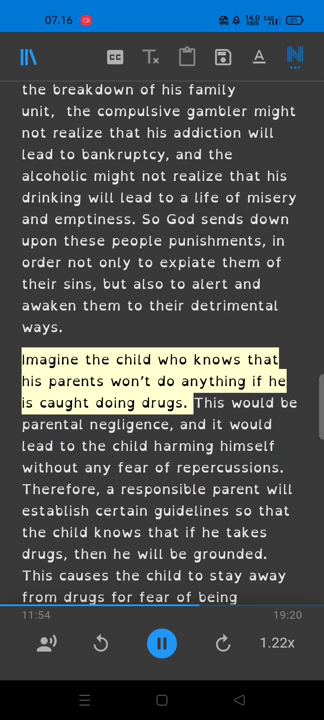 07.16
14.0
KB/S
CC
A
the breakdown of his family
unit, the compulsive gambler might
not realize that his addiction will
lead to bankruptcy, and the
alcoholic might not realize that his
drinking will lead to a life of misery
and emptiness. So God sends down
upon these people punishments, in
order not only to expiate them of
their sins, but also to alert and
awaken them to their detrimental
ways.
Imagine the child who knows that
his parents won't do anything if he
is caught doing drugs. This would be
parental negligence, and it would
lead to the child harming himself
without any fear of repercussions.
Therefore, a responsible parent will
establish certain guidelines so that
the child knows that if he takes
drugs, then he will be grounded.
This causes the child to stay away
from drugs for fear of being
11:54
19:20
1.22x